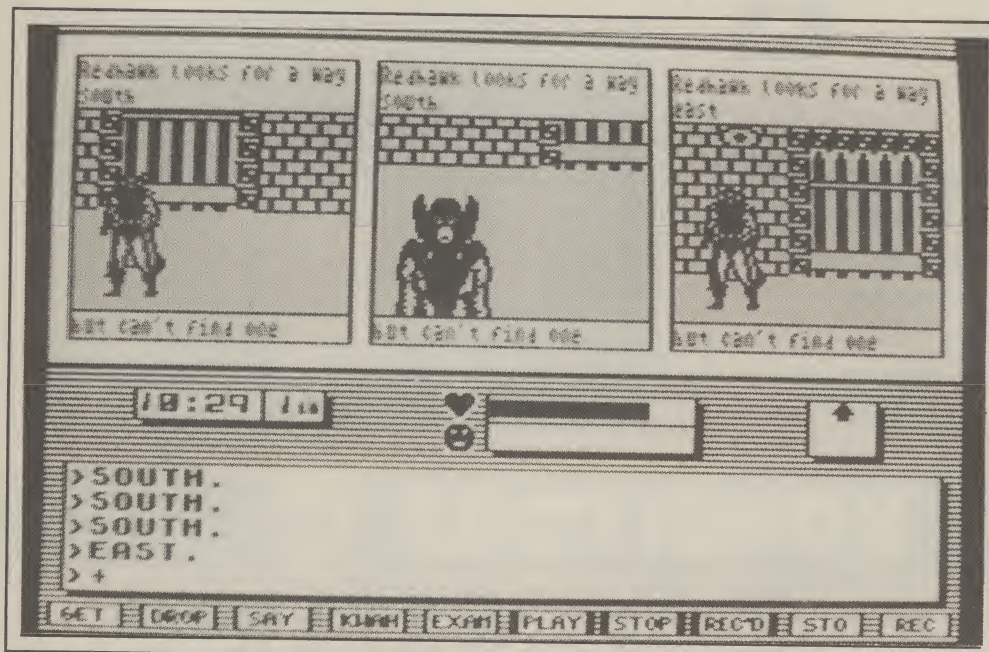 Redhawk looks for a way
south
but can't find one
Redhawk looks for a way
south
but can't find one
Redhawk looks for a way
east
but can't find one
10:29
>SOUTH.
>SOUTH.
>SOUTH.
>EAST.
>+
GET DROP SAY KWAH EXAM PLAY STOP REC'D STO REC